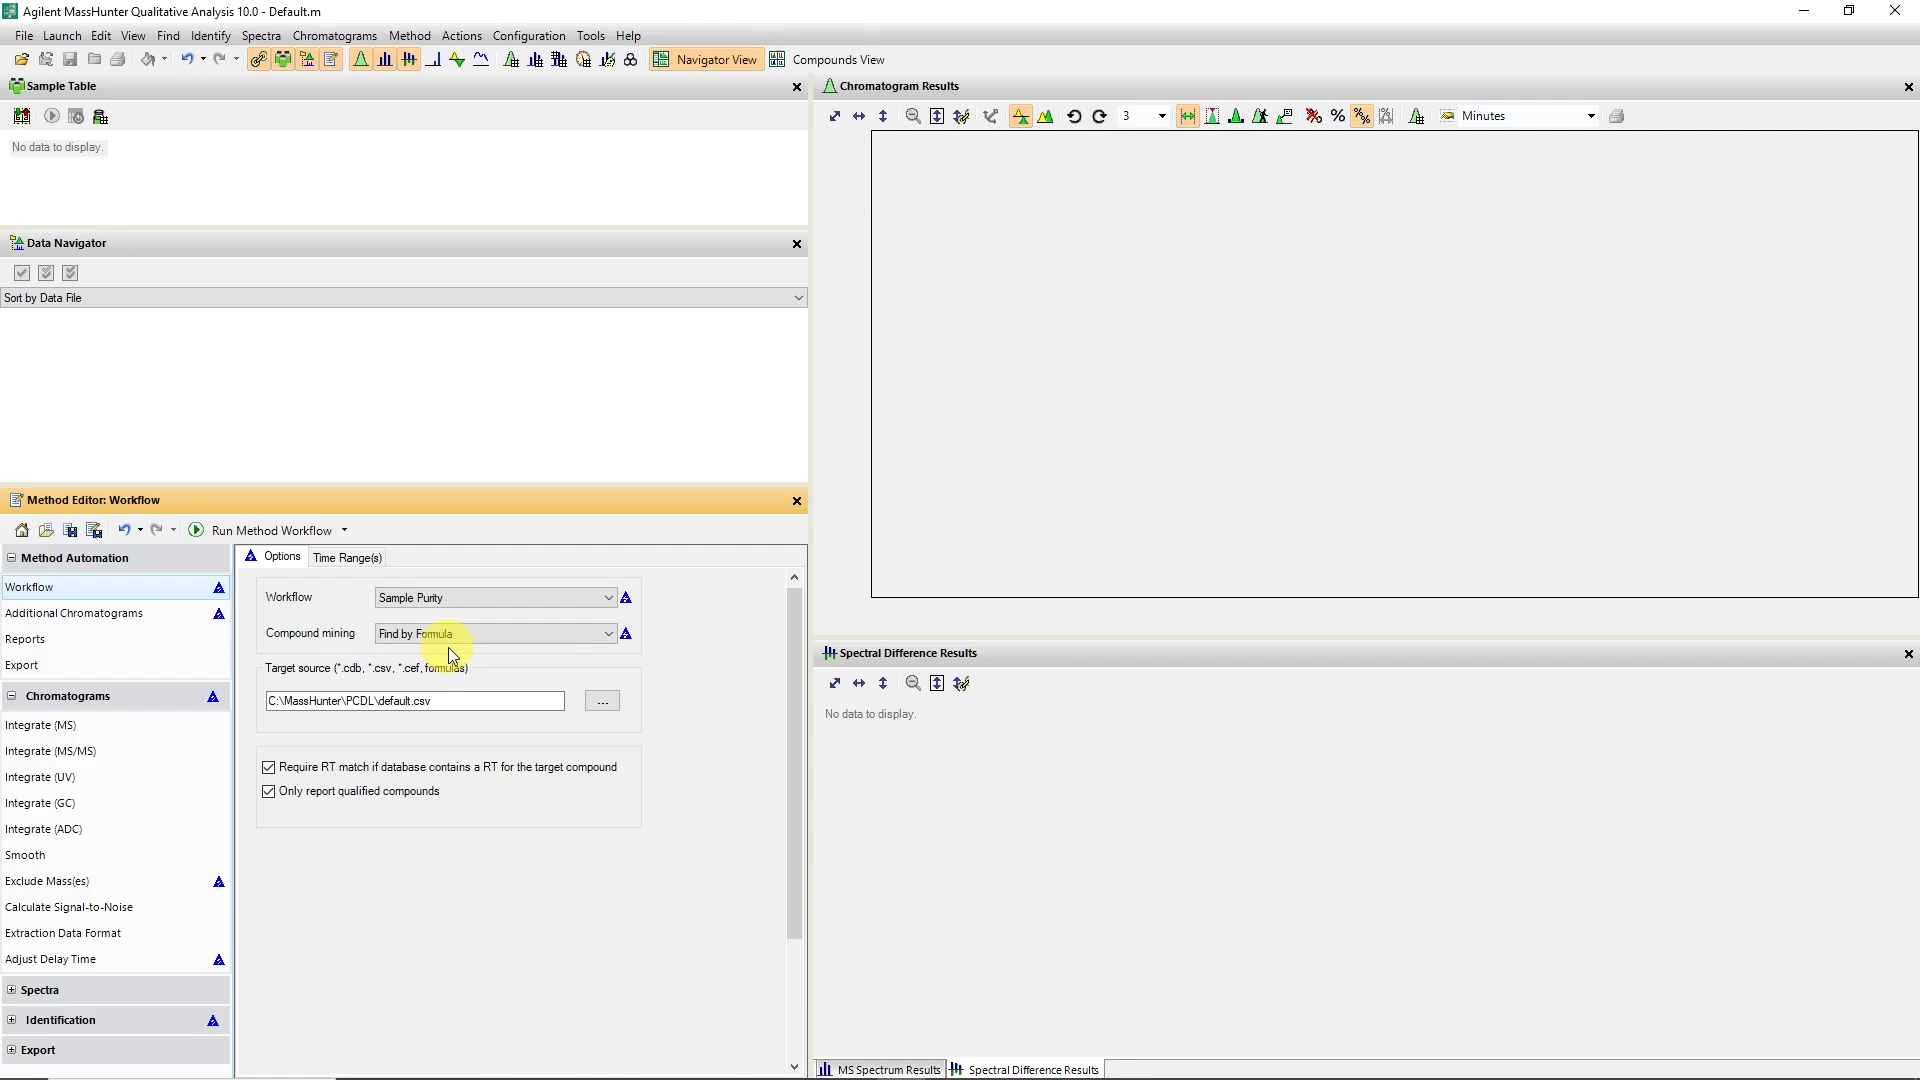 Agilent MassHunter Qualitative Analysis 10.0 - Default.m
File Launch Edit View Find Identify Spectra Chromatograms Method Actions Configuration Tools Help
Navigator View Compounds View
Sample Table
No data to display.
Data Navigator
Sort by Data File
Method Editor: Workflow
Run Method Workflow
Method Automation
Workflow
Additional Chromatograms
Reports
Export
Chromatograms
Integrate (MS)
Integrate (MS/MS)
Integrate (UV)
Integrate (GC)
Integrate (ADC)
Smooth
Exclude Mass(es)
Calculate Signal-to-Noise
Extraction Data Format
Adjust Delay Time
Spectra
Identification
Export
Options Time Range(s)
Workflow Sample Purity
Compound mining Find by Formula
Target source (*.cdb, *.csv, *.cef, formulas)
C:\MassHunter\PCDL\default.csv ...
Require RT match if database contains a RT for the target compound
Only report qualified compounds
Chromatogram Results
3 % Minutes
Spectral Difference Results
No data to display.
MS Spectrum Results Spectral Difference Results